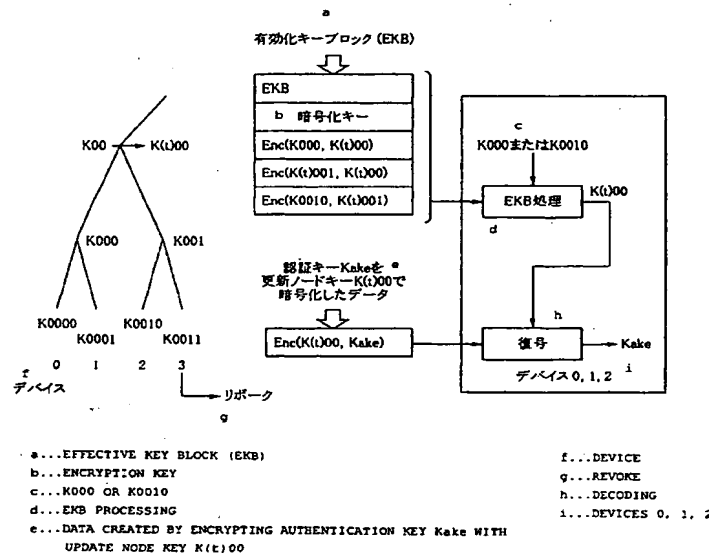 a
有効化キーブロック(EKB)
EKB
b 暗号化キー
Enc(K000, K(t)00)
Enc(K(t)001, K(t)00)
Enc(K0010, K(t)001)
K00
K(t)00
K000
K001
K0000
K0001
K0010
K0011
0 1 2 3
f
デバイス
リボーク
g
c
K000またはK0010
K(t)00
EKB処理
d
認証キーKakeを e
更新ノードキーK(t)00で
暗号化したデータ
Enc(K(t)00, Kake)
h
復号
Kake
デバイス 0, 1, 2
i
a...EFFECTIVE KEY BLOCK (EKB)
b...ENCRYPTION KEY
c...K000 OR K0010
d...EKB PROCESSING
e...DATA CREATED BY ENCRYPTING AUTHENTICATION KEY Kake WITH
UPDATE NODE KEY K(t)00
f...DEVICE
g...REVOKE
h...DECODING
i...DEVICES 0, 1, 2